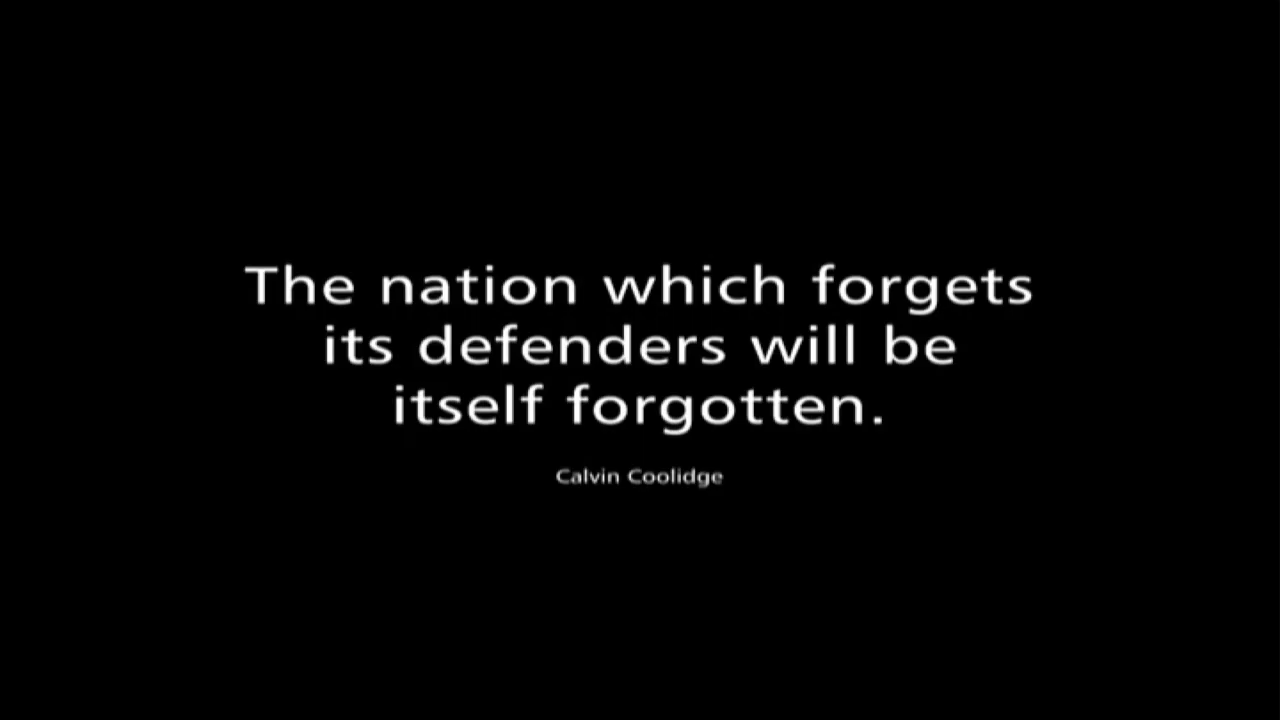 The nation which forgets
its defenders will be
itself forgotten.
Calvin Coolidge